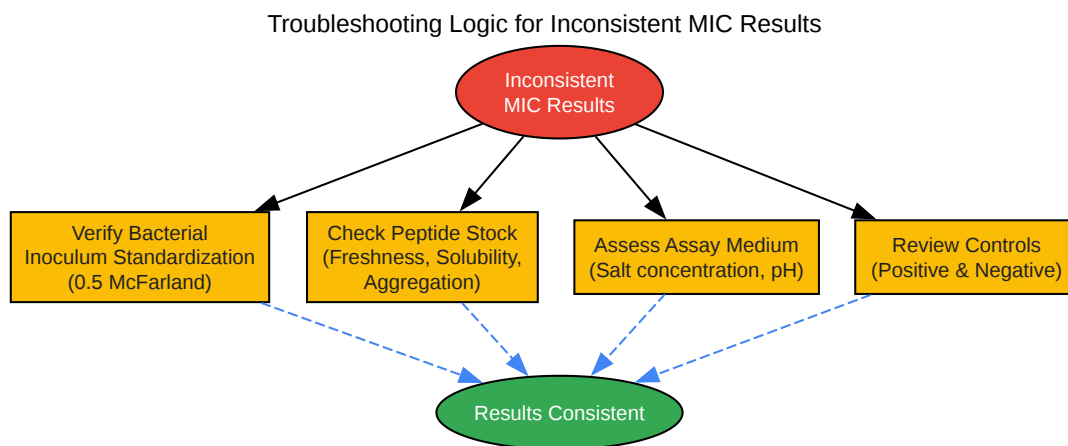 Troubleshooting Logic for Inconsistent MIC Results
Inconsistent
MIC Results
Verify Bacterial
Inoculum Standardization
(0.5 McFarland)
Check Peptide Stock
(Freshness, Solubility,
Aggregation)
Assess Assay Medium
(Salt concentration, pH)
Review Controls
(Positive & Negative)
Results Consistent